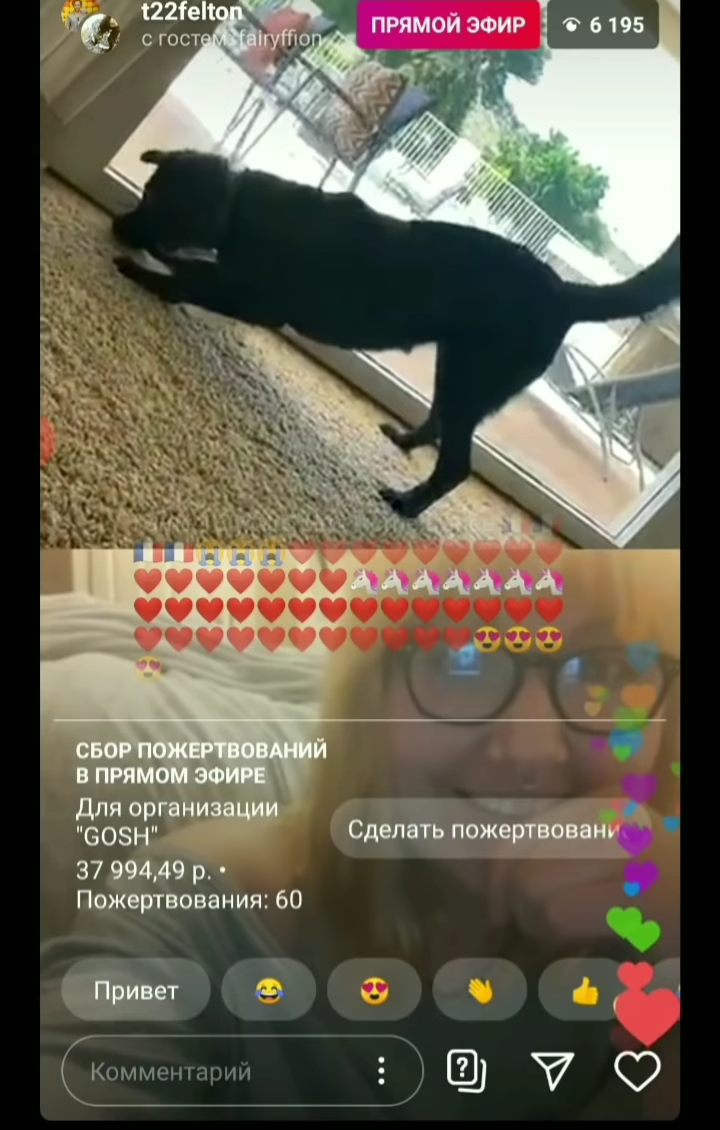 t22felton
с гостем fairyffion
ПРЯМОЙ ЭФИР
6 195
СБОР ПОЖЕРТВОВАНИЙ
В ПРЯМОМ ЭФИРЕ
Для организации
"GOSH"
37 994,49 р. •
Пожертвования: 60
Сделать пожертвовани
Привет
Комментарий